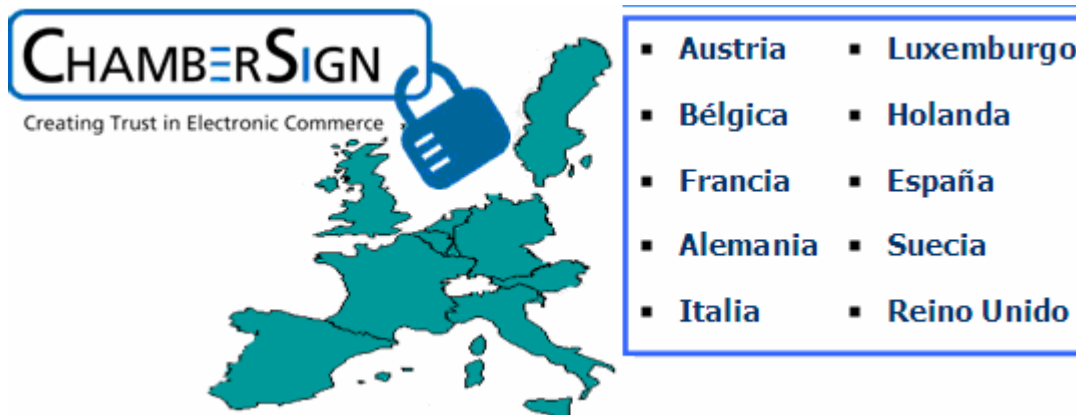 CHAMBERSIGN
Creating Trust in Electronic Commerce
▪ Austria
▪ Bélgica
▪ Francia
▪ Alemania
▪ Italia
▪ Luxemburgo
▪ Holanda
▪ España
▪ Suecia
▪ Reino Unido